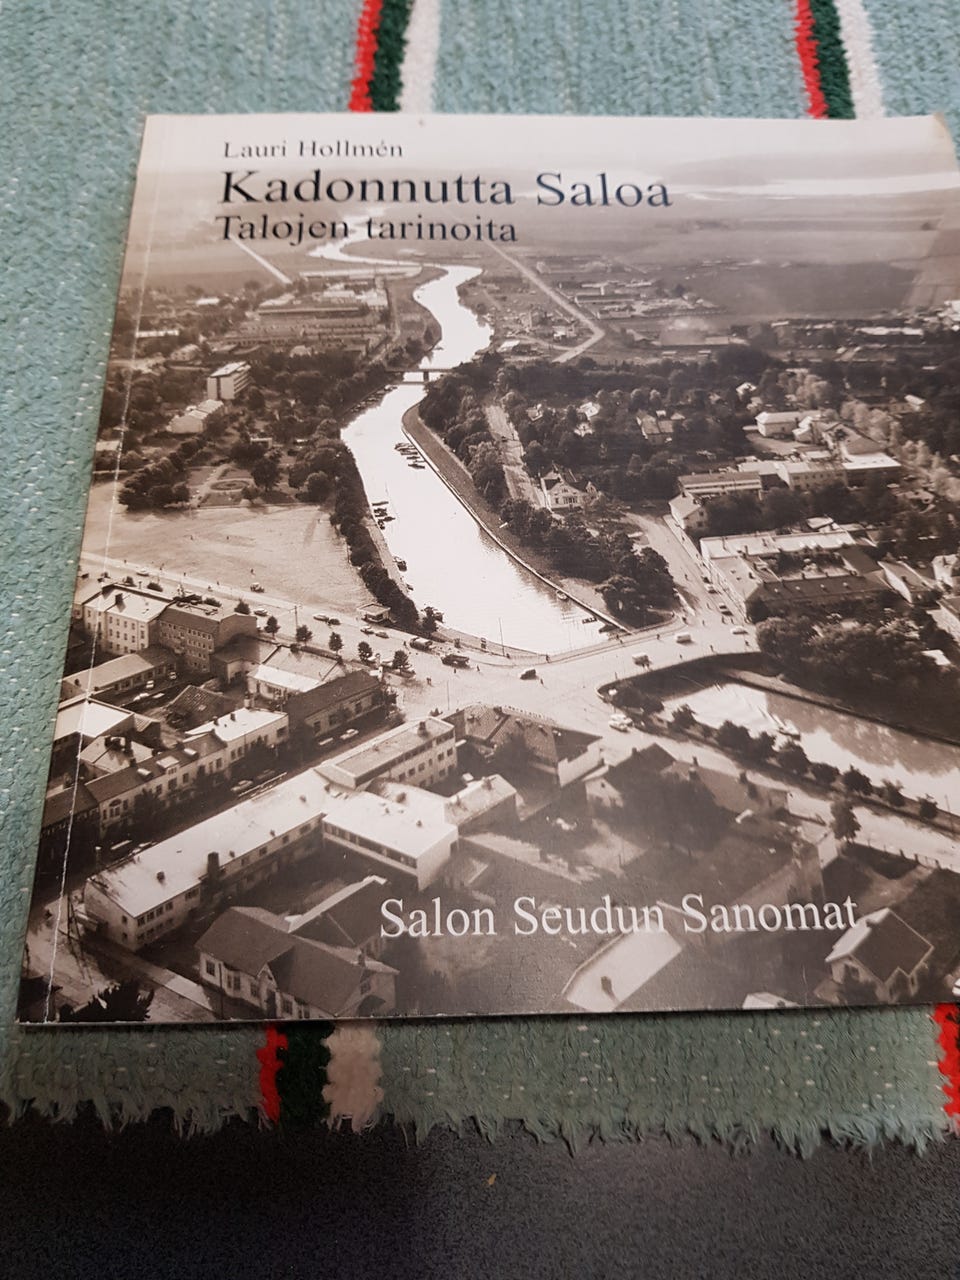 Lauri Hollmén
Kadonnutta Saloa
Talojen tarinoita
Salon Seudun Sanomat